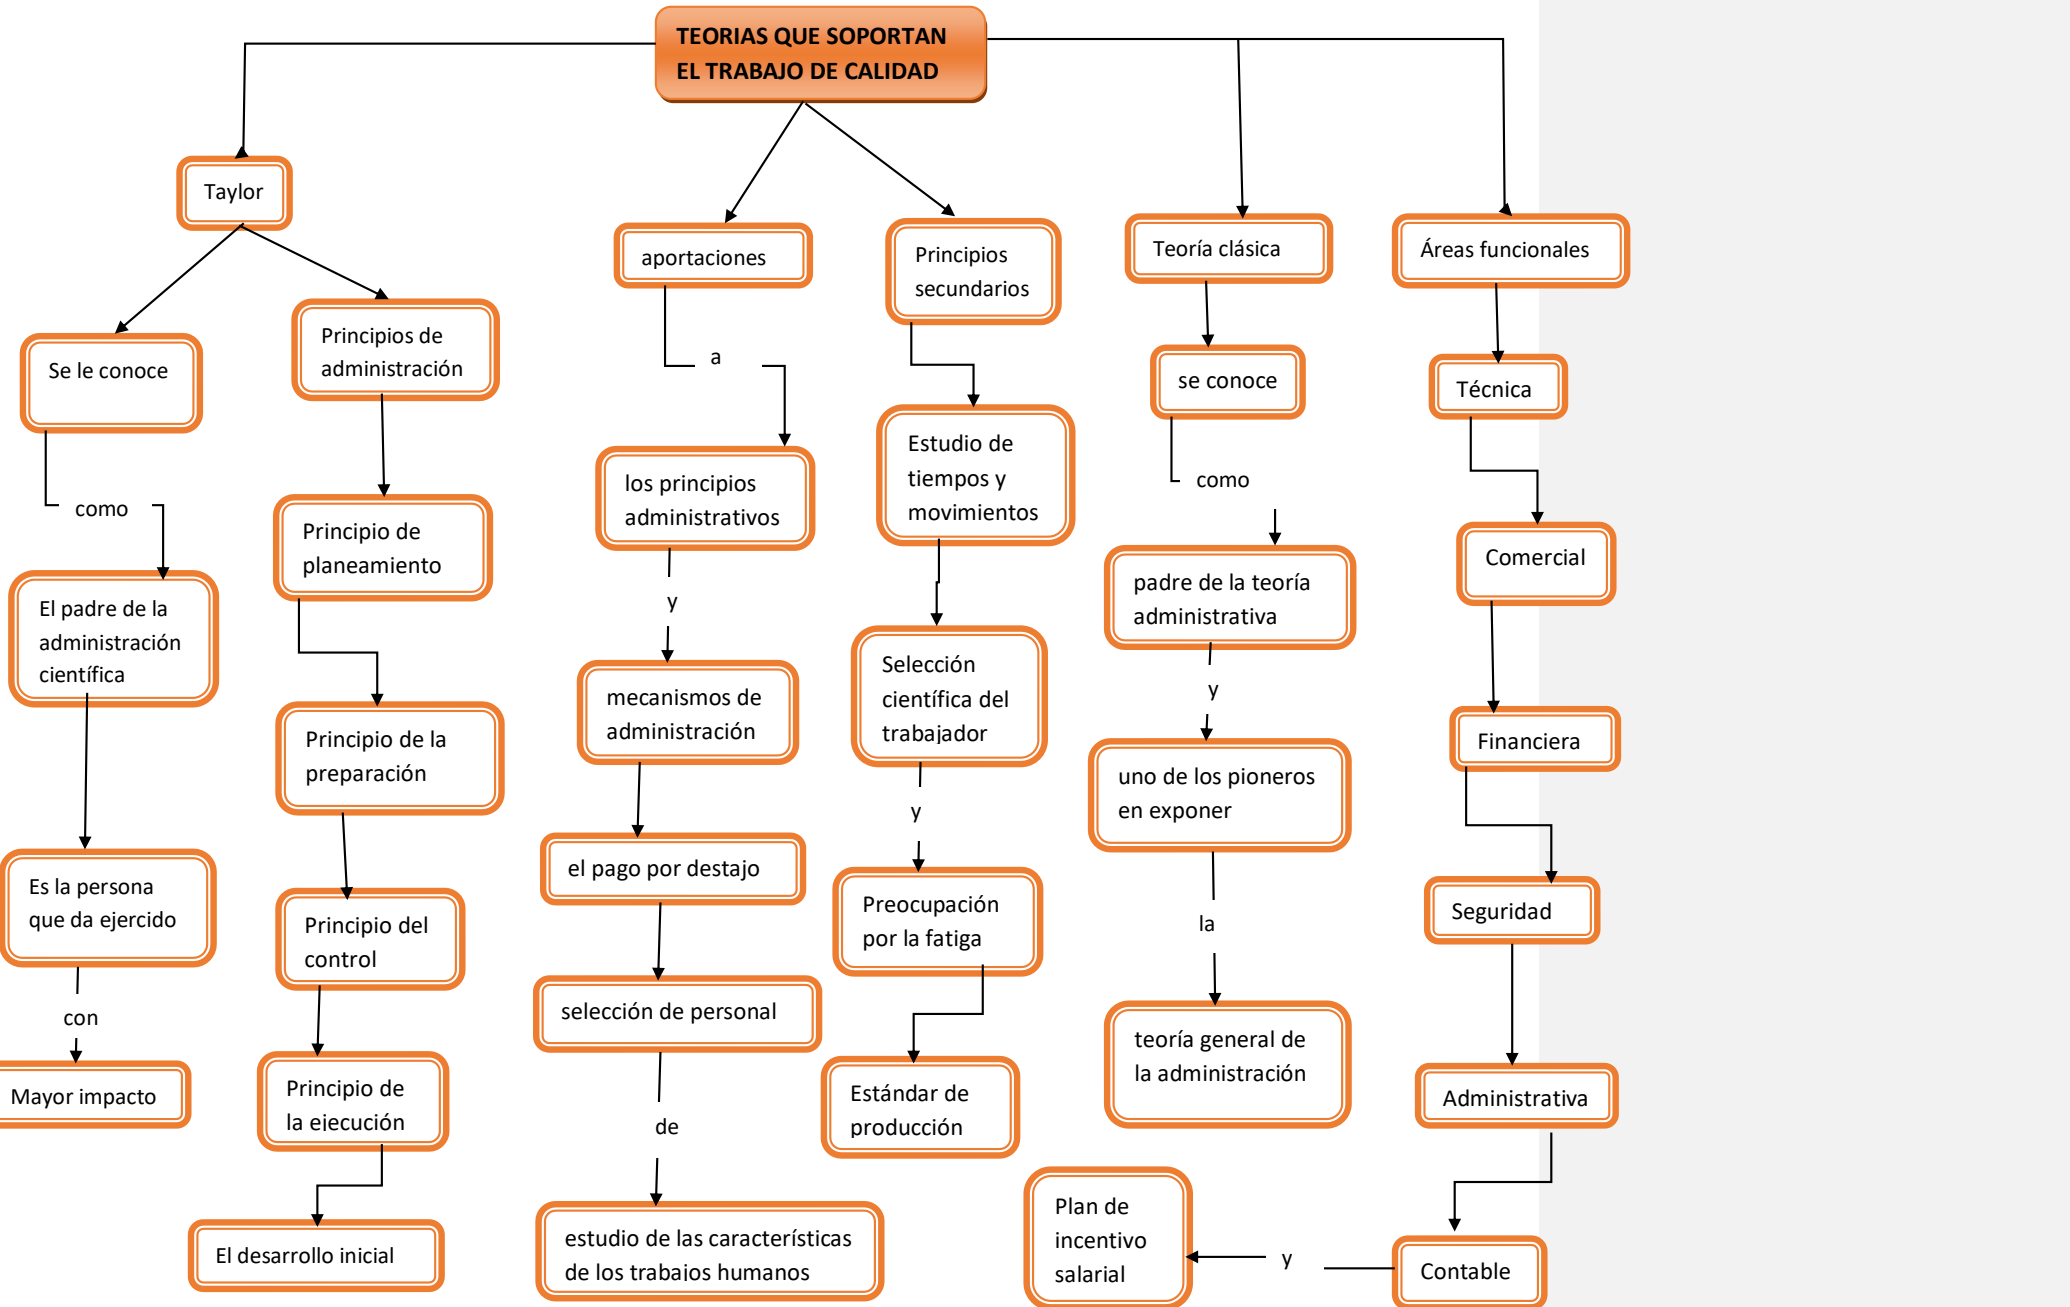 TEORIAS QUE SOPORTAN
EL TRABAJO DE CALIDAD
Taylor
Se le conoce
como
El padre de la
administración
científica
Es la persona
que da ejercido
con
Mayor impacto
Principios de
administración
Principio de
planeamiento
Principio de la
preparación
Principio del
control
Principio de
la ejecución
El desarrollo inicial
aportaciones
a
los principios
administrativos
y
mecanismos de
administración
el pago por destajo
selección de personal
de
estudio de las características
de los trabajos humanos
Principios
secundarios
Estudio de
tiempos y
movimientos
Selección
científica del
trabajador
y
Preocupación
por la fatiga
Estándar de
producción
Teoría clásica
se conoce
como
padre de la teoría
administrativa
y
uno de los pioneros
en exponer
la
teoría general de
la administración
Áreas funcionales
Técnica
Comercial
Financiera
Seguridad
Administrativa
Contable
y
Plan de
incentivo
salarial